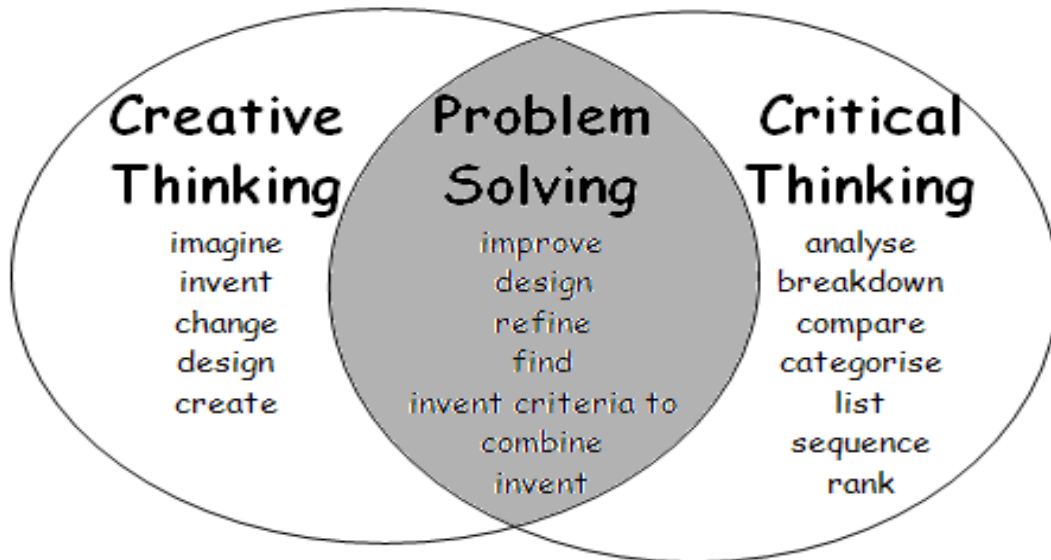 Creative
Thinking
imagine
invent
change
design
create
Problem
Solving
improve
design
refine
find
invent criteria to
combine
invent
Critical
Thinking
analyse
breakdown
compare
categorise
list
sequence
rank